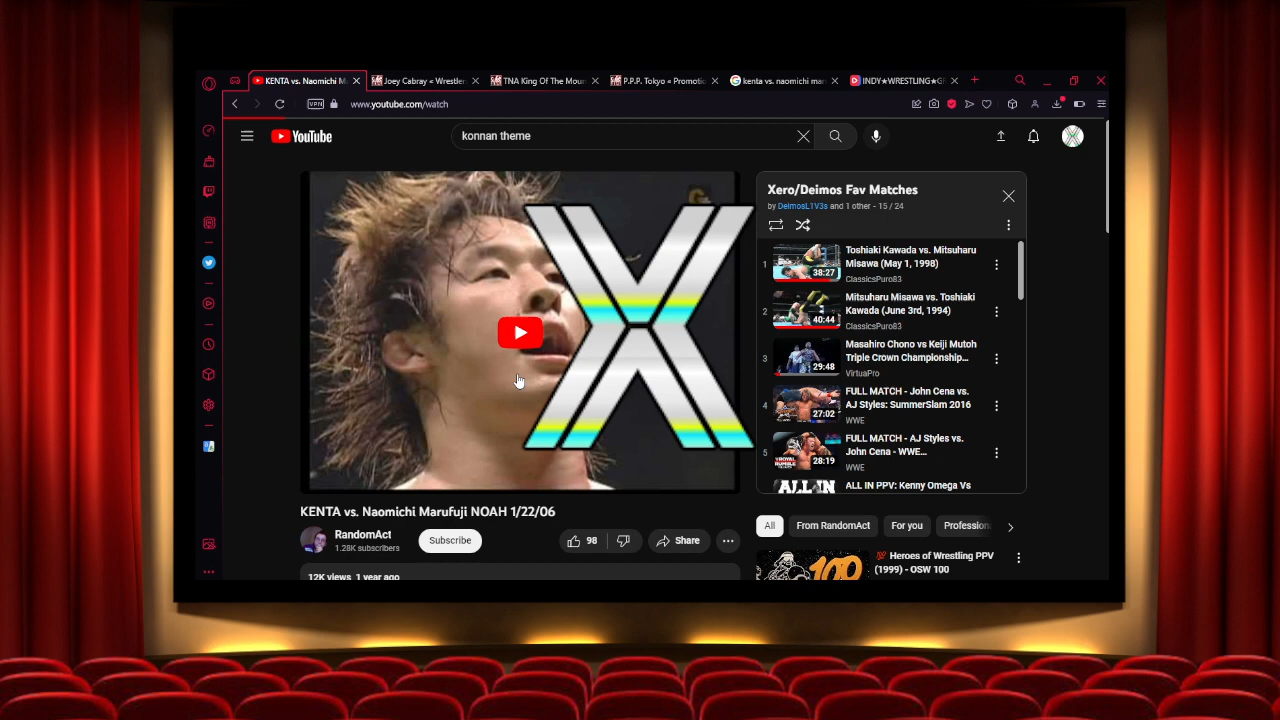 KENTA vs. Naomichi M
Joey Cabray « Wrestler
TNA King Of The Mou
P.P.P. Tokyo « Promotio
kenta vs. naomichi mar
INDY★WRESTLING★G
VPN
www.youtube.com/watch
YouTube
konnan theme
Xero/Deimos Fav Matches
by DeimosL1V3s and 1 other - 15 / 24
1
Toshiaki Kawada vs. Mitsuharu
Misawa (May 1, 1998)
38:27
ClassicsPuro83
2
Mitsuharu Misawa vs. Toshiaki
Kawada (June 3rd, 1994)
40:44
ClassicsPuro83
3
Masahiro Chono vs Keiji Mutoh
Triple Crown Championship...
29:48
VirtuaPro
4
FULL MATCH - John Cena vs.
AJ Styles: SummerSlam 2016
27:02
WWE
5
FULL MATCH - AJ Styles vs.
John Cena - WWE...
28:19
WWE
ALL IN
ALL IN PPV: Kenny Omega Vs
X
KENTA vs. Naomichi Marufuji NOAH 1/22/06
RandomAct
1.28K subscribers
Subscribe
98
Share
12K views 1 year ago
All
From RandomAct
For you
Profession
100
💯 Heroes of Wrestling PPV
(1999) - OSW 100